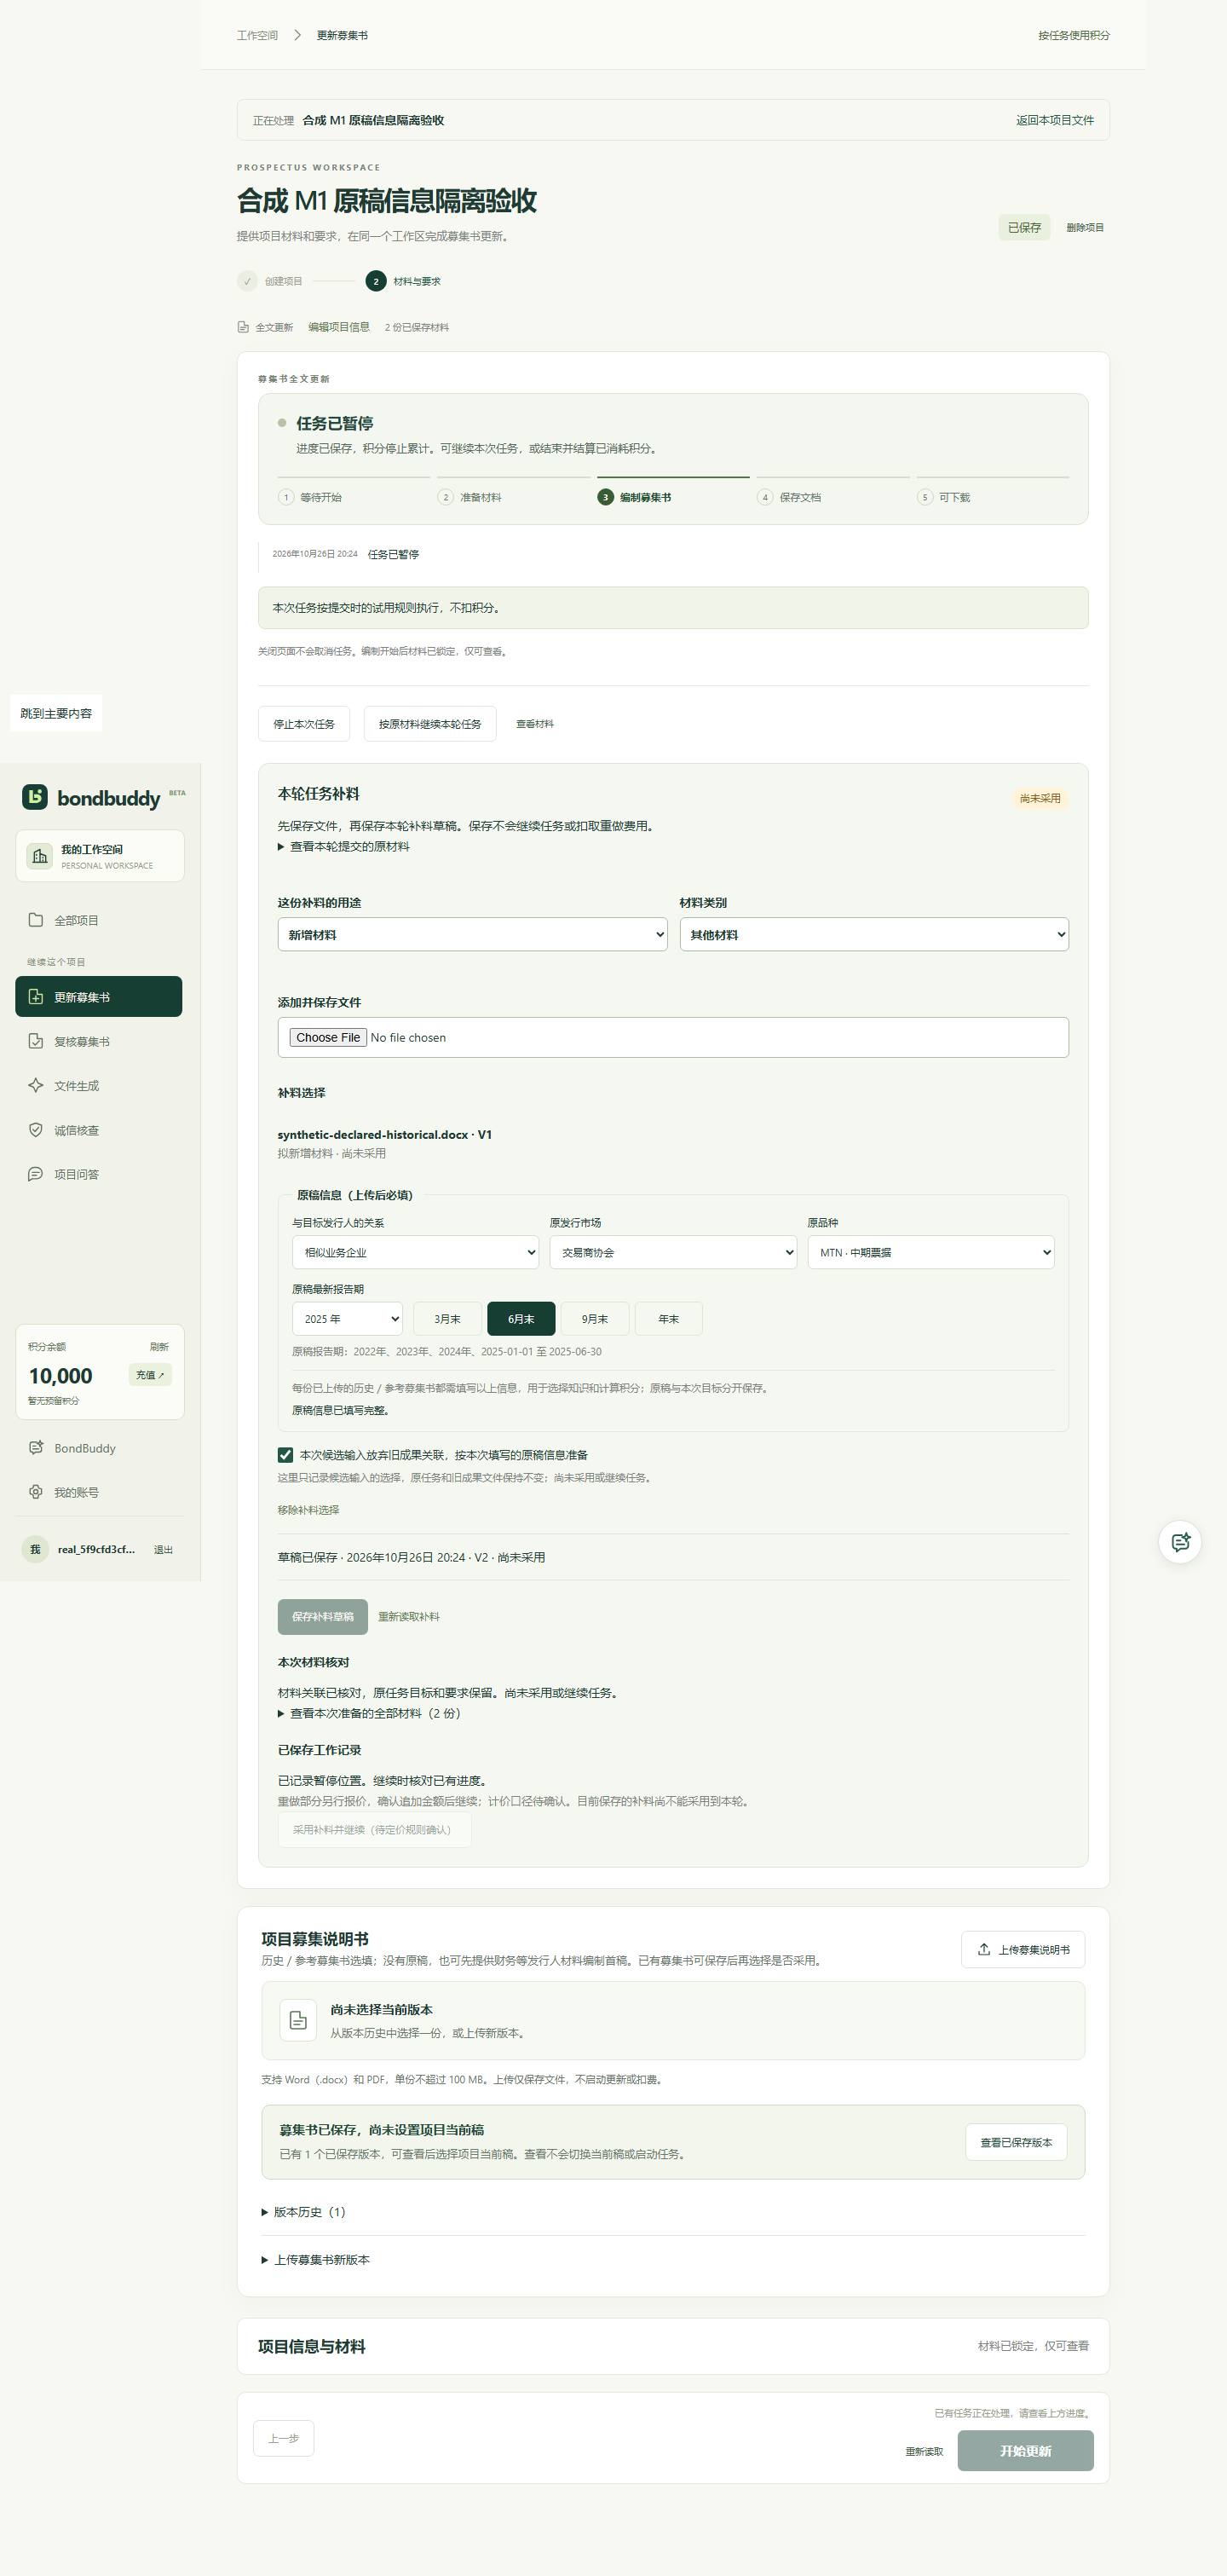 工作空间
更新募集书
按任务使用积分
正在处理 合成 M1 原稿信息隔离验收
返回本项目文件
PROSPECTUS WORKSPACE
合成 M1 原稿信息隔离验收
提供项目材料和要求，在同一个工作区完成募集书更新。
已保存
删除项目
✓ 创建项目
2 材料与要求
全文更新
编辑项目信息
2 份已保存材料
募集书全文更新
任务已暂停
进度已保存，积分停止累计。可继续本次任务，或结束并结算已消耗积分。
1 等待开始
2 准备材料
3 编制募集书
4 保存文档
5 可下载
2026年10月26日 20:24 任务已暂停
本次任务按提交时的试用规则执行，不扣积分。
关闭页面不会取消任务。编制开始后材料已锁定，仅可查看。
停止本次任务
按原材料继续本轮任务
查看材料
跳到主要内容
bondbuddy BETA
我的工作空间
PERSONAL WORKSPACE
全部项目
继续这个项目
更新募集书
复核募集书
文件生成
诚信核查
项目问答
积分余额
刷新
10,000
充值 ↗
暂无预留积分
BondBuddy
我的账号
我 real_5f9cfd3cf...
退出
本轮任务补料
尚未采用
先保存文件，再保存本轮补料草稿。保存不会继续任务或扣取重做费用。
▶ 查看本轮提交的原材料
这份补料的用途
新增材料
材料类别
其他材料
添加并保存文件
Choose File No file chosen
补料选择
synthetic-declared-historical.docx · V1
拟新增材料 · 尚未采用
原稿信息（上传后必填）
与目标发行人的关系
相似业务企业
原发行市场
交易商协会
原品种
MTN · 中期票据
原稿最新报告期
2025 年
3月末
6月末
9月末
年末
原稿报告期：2022年、2023年、2024年、2025-01-01 至 2025-06-30
每份已上传的历史 / 参考募集书都需填写以上信息，用于选择知识和计算积分；原稿与本次目标分开保存。
原稿信息已填写完整。
本次候选输入放弃旧成果关联，按本次填写的原稿信息准备
这里只记录候选输入的选择，原任务和旧成果文件保持不变；尚未采用或继续任务。
移除补料选择
草稿已保存 · 2026年10月26日 20:24 · V2 · 尚未采用
保存补料草稿
重新读取补料
本次材料核对
材料关联已核对，原任务目标和要求保留。尚未采用或继续任务。
▶ 查看本次准备的全部材料（2 份）
已保存工作记录
已记录暂停位置。继续时核对已有进度。
重做部分另行报价，确认追加金额后继续；计价口径待确认。目前保存的补料尚不能采用到本轮。
采用补料并继续（待定价规则确认）
项目募集说明书
历史 / 参考募集书选填；没有原稿，也可先提供财务等发行人材料编制首稿。已有募集书可保存后再选择是否采用。
上传募集说明书
尚未选择当前版本
从版本历史中选择一份，或上传新版本。
支持 Word（.docx）和 PDF，单份不超过 100 MB。上传仅保存文件，不启动更新或扣费。
募集书已保存，尚未设置项目当前稿
已有 1 个已保存版本，可查看后选择项目当前稿。查看不会切换当前稿或启动任务。
查看已保存版本
▶ 版本历史（1）
▶ 上传募集书新版本
项目信息与材料
材料已锁定，仅可查看
已有任务正在处理，请查看上方进度。
上一步
重新读取
开始更新